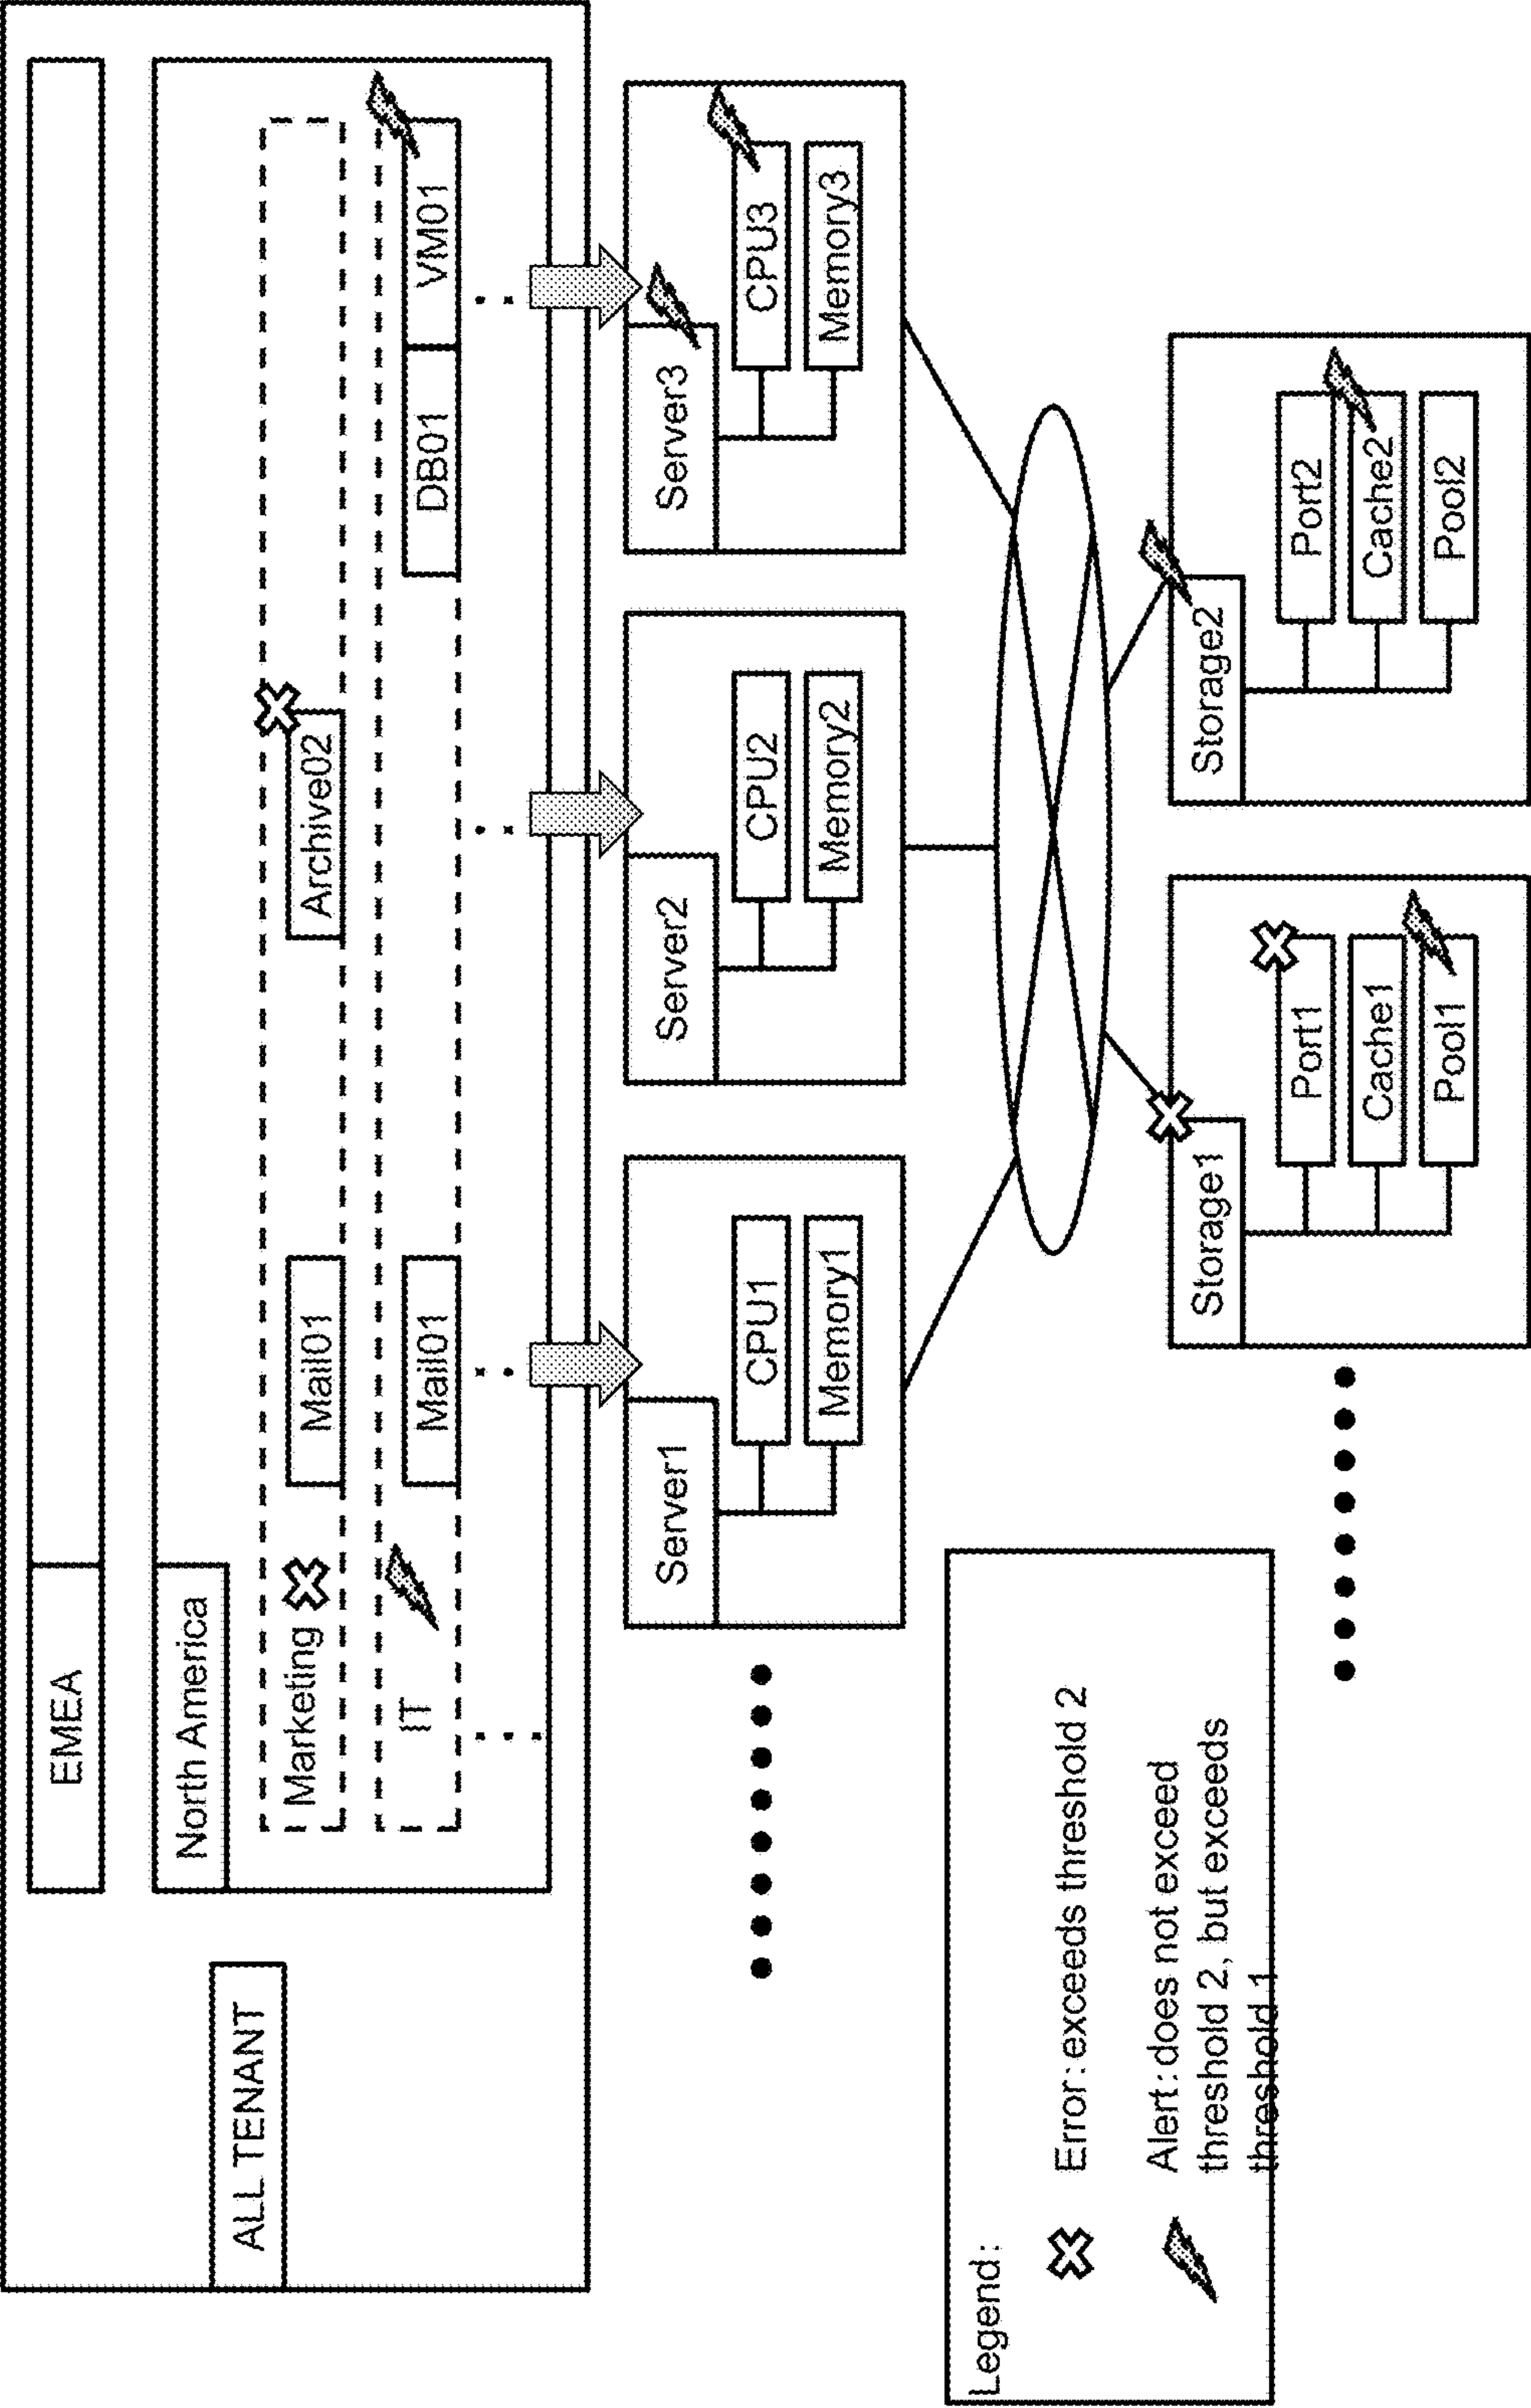 ALL TENANT
EMEA
North America
Marketing
Mail01
Archive02
IT
Mail01
DB01
VM01
Server1
CPU1
Memory1
Server2
CPU2
Memory2
Server3
CPU3
Memory3
Storage1
Port1
Cache1
Pool1
Storage2
Port2
Cache2
Pool2
Legend:
Error:exceeds threshold 2
Alert:does not exceed
threshold 2, but exceeds
threshold 1